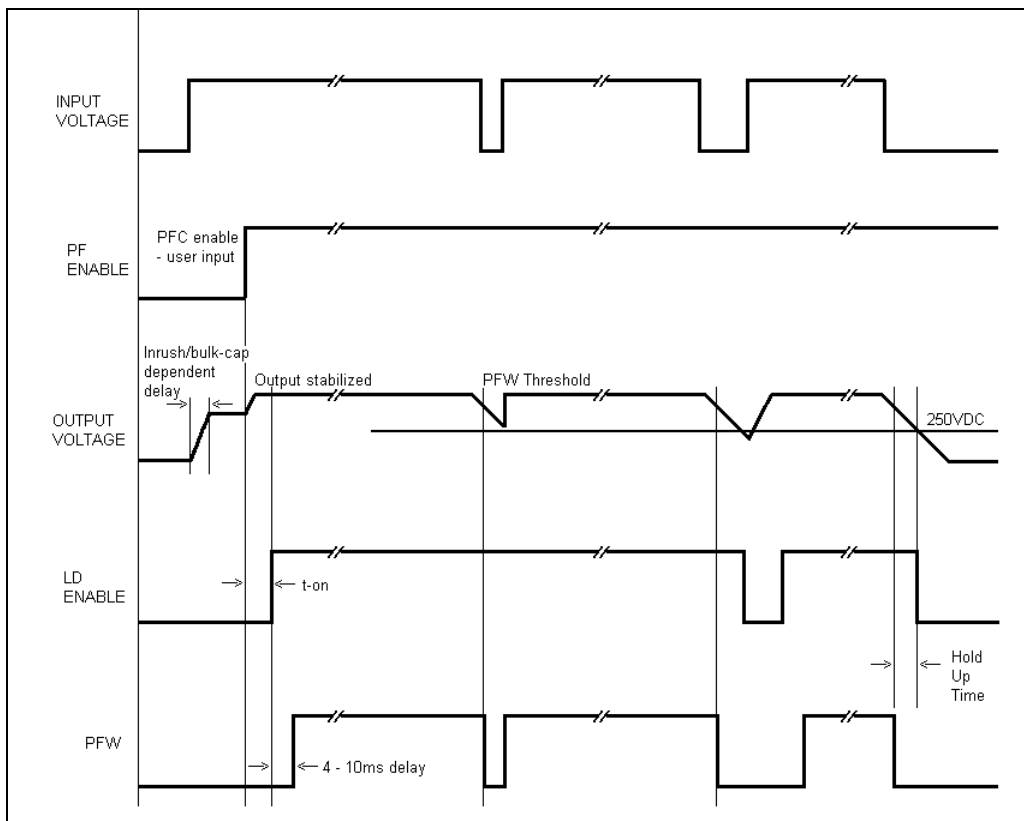 INPUT
VOLTAGE
PFC enable
- user input
PF
ENABLE
Inrush/bulk-cap
dependent
delay
Output stabilized
PFW Threshold
OUTPUT
VOLTAGE
250VDC
LD
ENABLE
t-on
Hold
Up
Time
PFW
4 - 10ms delay